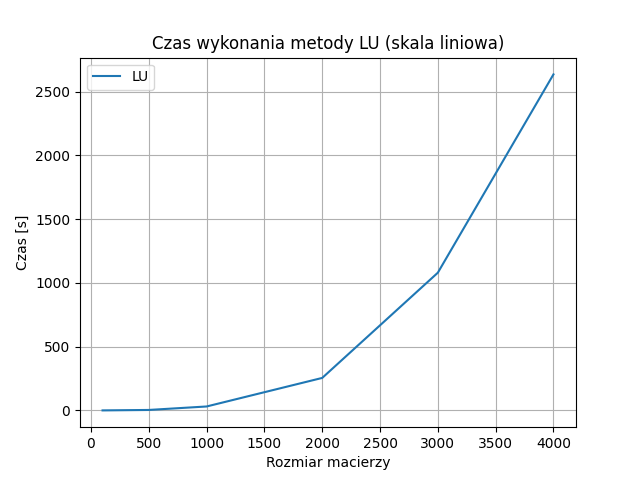 Czas wykonania metody LU (skala liniowa)
LU
2500
2000
1500
1000
500
0
Czas [s]
0 500 1000 1500 2000 2500 3000 3500 4000
Rozmiar macierzy